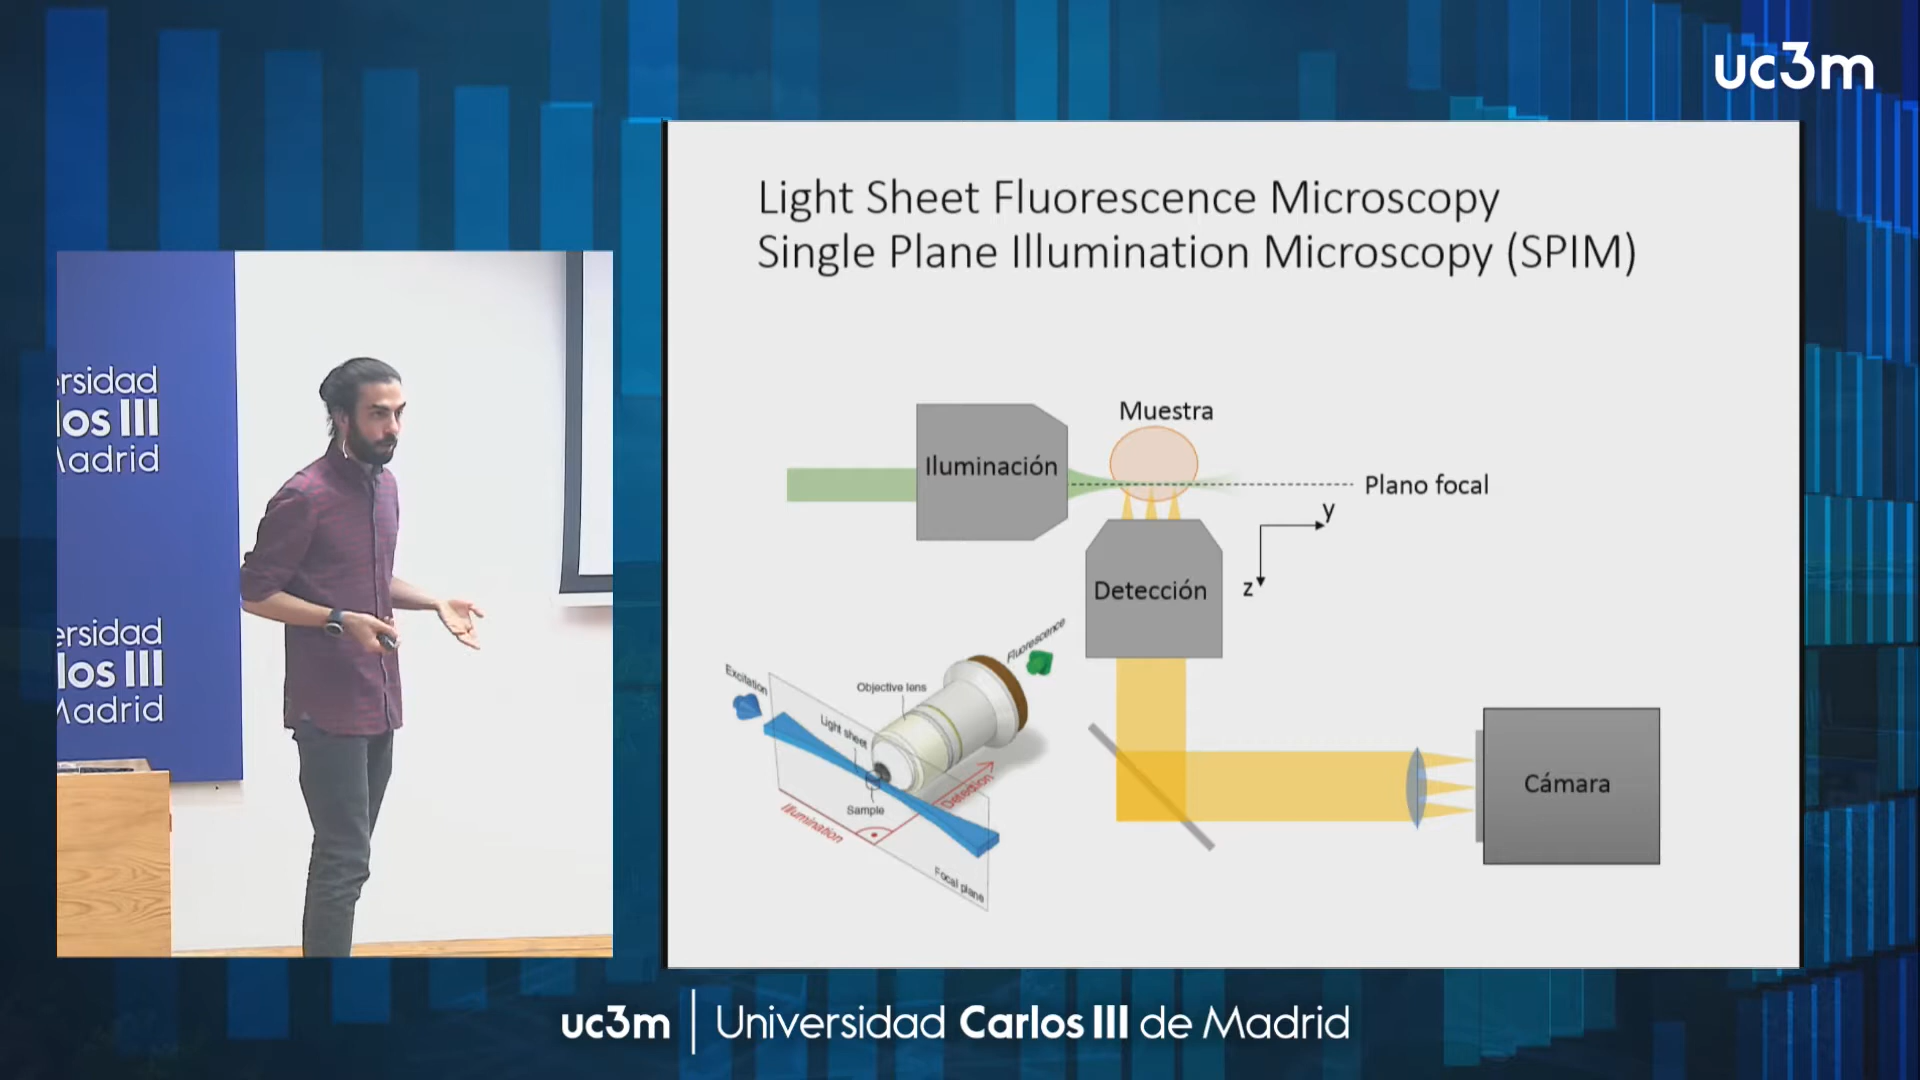 uc3m
Light Sheet Fluorescence Microscopy
Single Plane Illumination Microscopy (SPIM)
Muestra
Iluminación
Plano focal
y
z
Detección
Fluorescence
Excitation
Objective lens
Light sheet
Sample
Detection
Illumination
Focal plane
Cámara
ersidad
los III
Madrid
ersidad
los III
Madrid
uc3m | Universidad Carlos III de Madrid